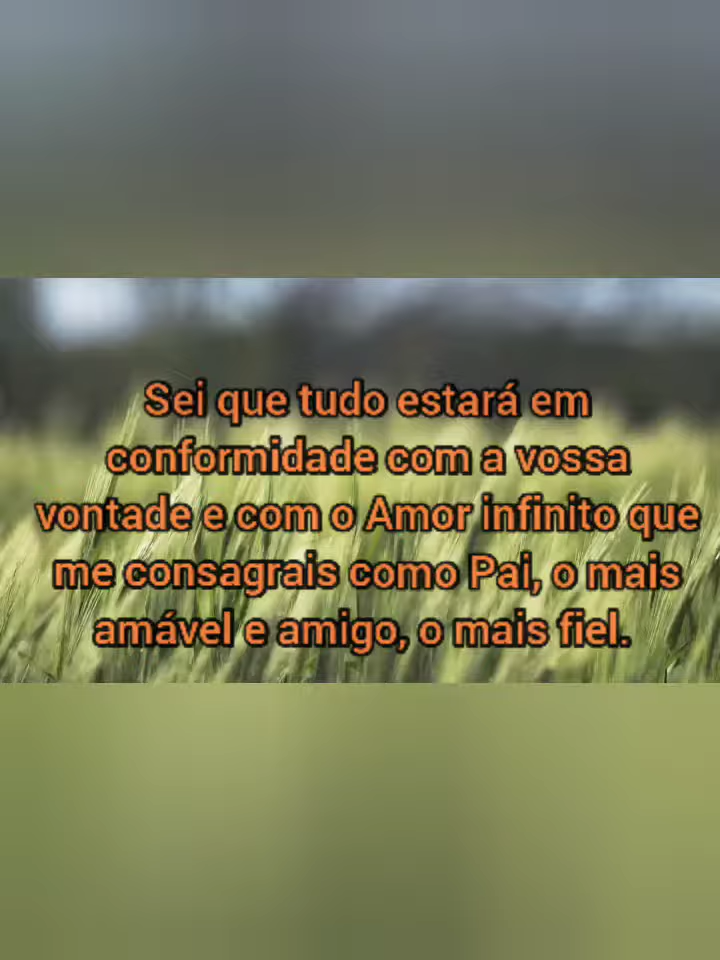 Sei que tudo estará em
conformidade com a vossa
vontade e com o Amor infinito que
me consagrais como Pai, o mais
amável e amigo, o mais fiel.